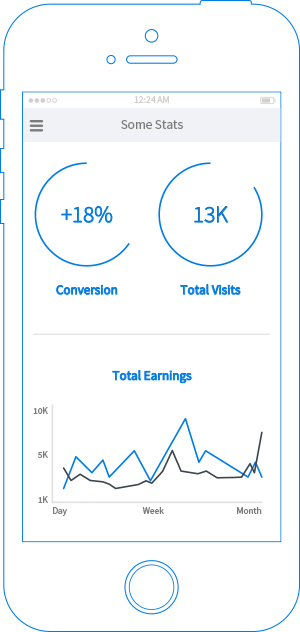 12:24 AM
Some Stats
+18%
13K
Conversion
Total Visits
Total Earnings
10K
5K
1K
Day
Week
Month